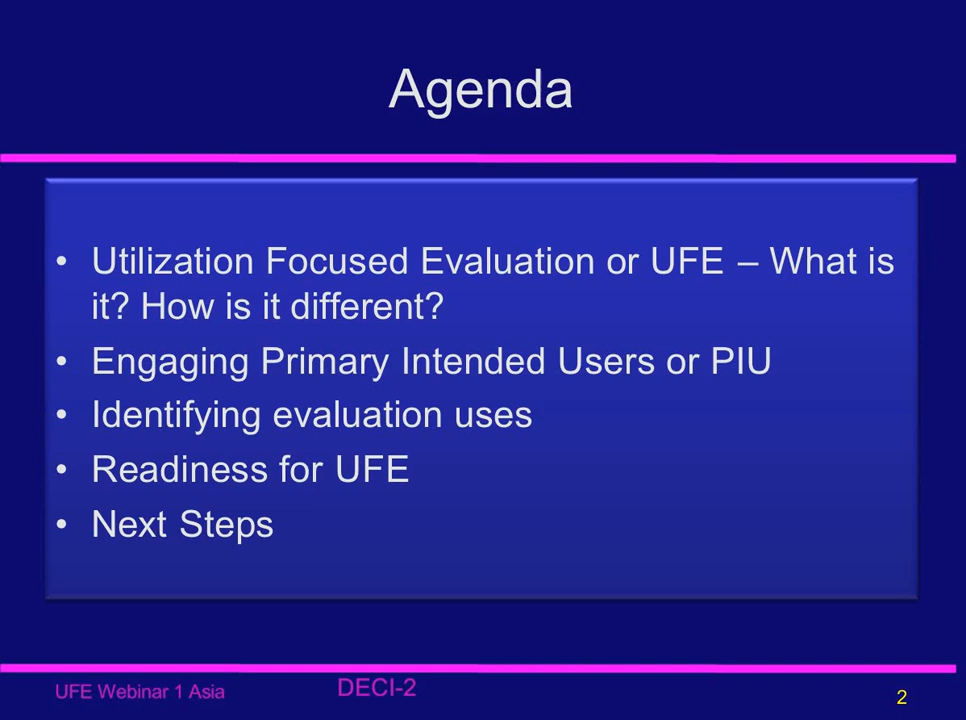 Agenda
• Utilization Focused Evaluation or UFE – What is
it? How is it different?
• Engaging Primary Intended Users or PIU
• Identifying evaluation uses
• Readiness for UFE
• Next Steps
UFE Webinar 1 Asia
DECI-2
2